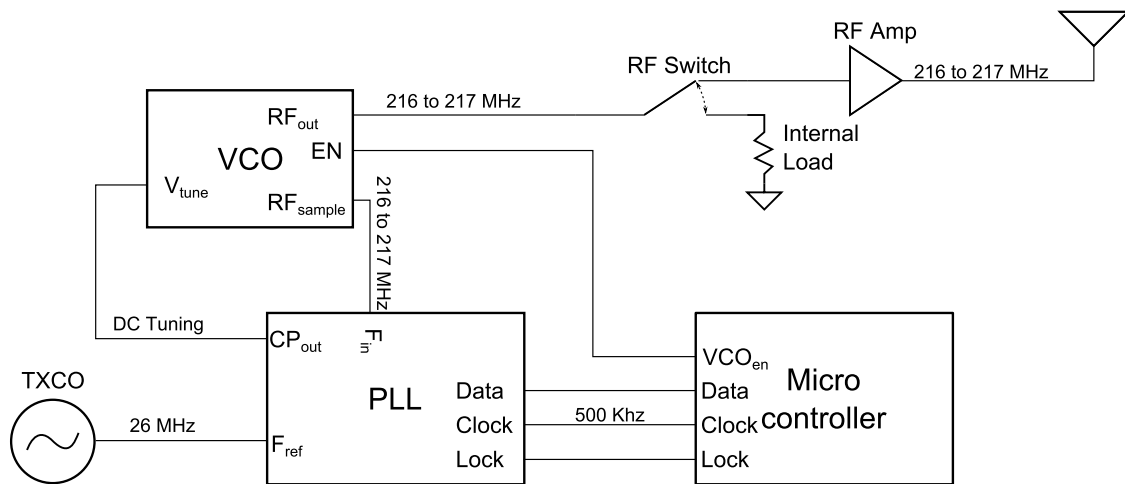 RF Amp
RF Switch
216 to 217 MHz
216 to 217 MHz
RFout
Internal
Load
EN
VCO
Vtune
RFsample
216 to 217 MHz
DC Tuning
CPout
Fin
VCOen
TXCO
PLL
Data
Data
Micro
controller
26 MHz
Fref
Clock
500 Khz
Clock
Lock
Lock